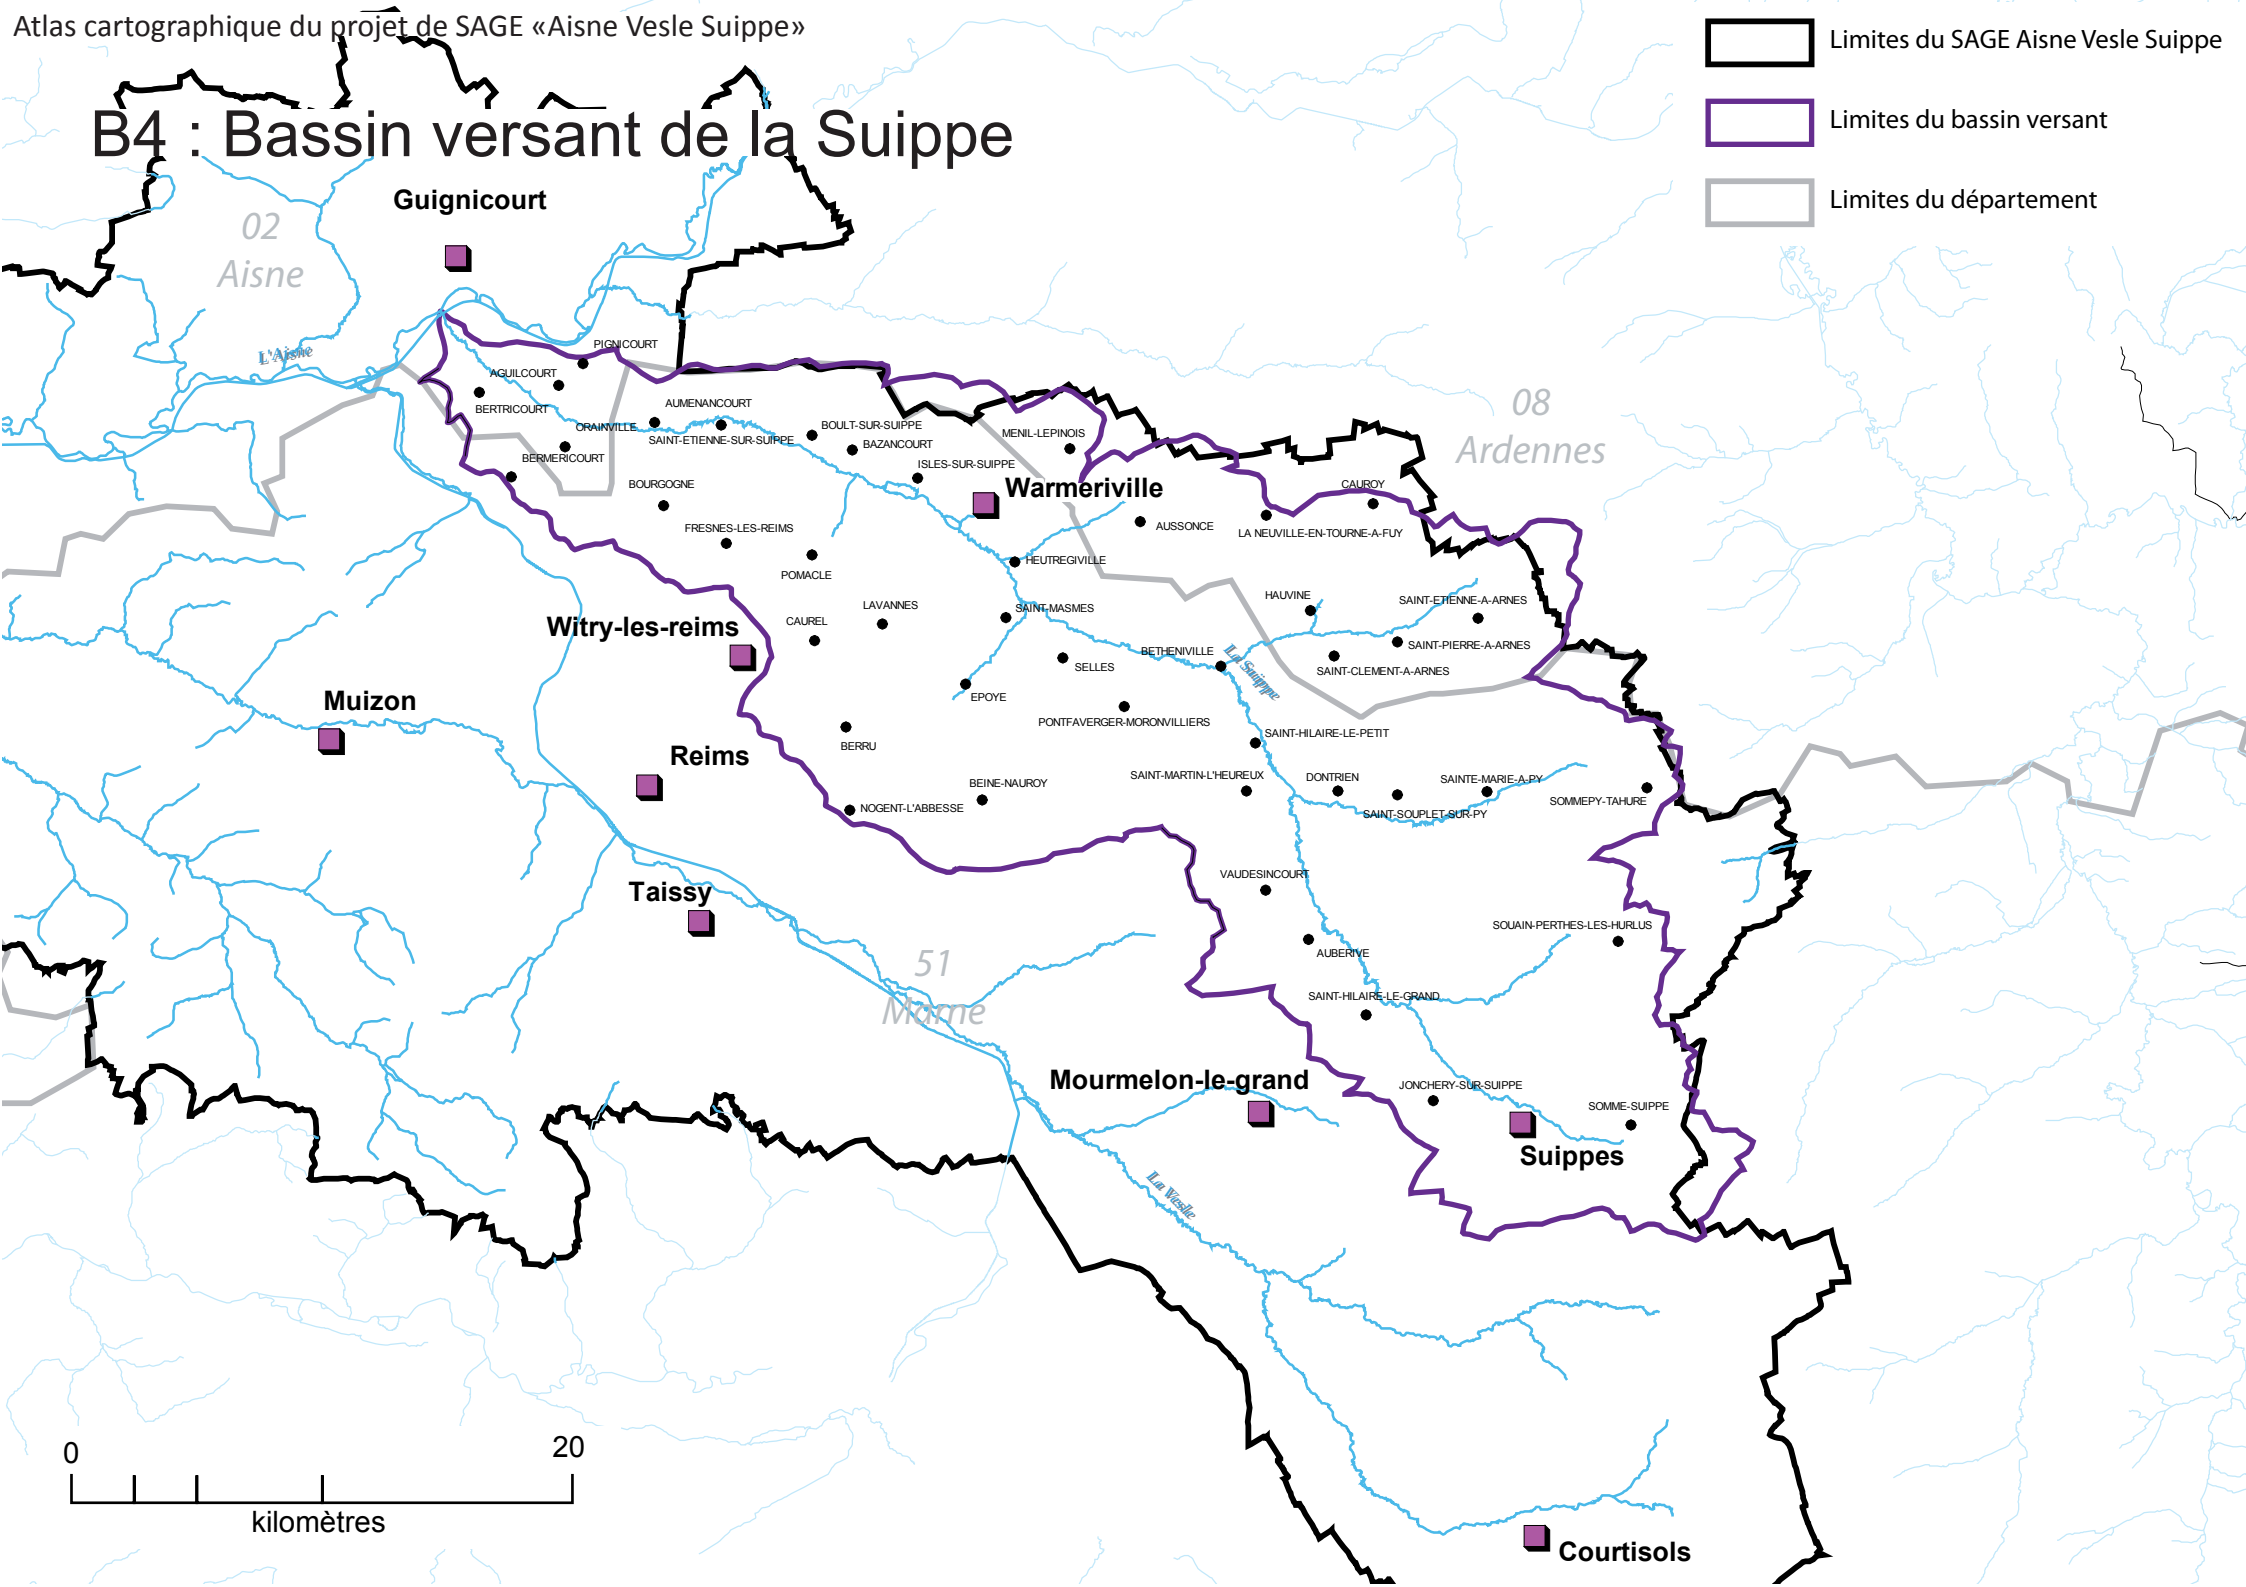 Atlas cartographique du projet de SAGE «Aisne Vesle Suippe»
Limites du SAGE Aisne Vesle Suippe
B4 : Bassin versant de la Suippe
Limites du bassin versant
Limites du département
Guignicourt
02
Aisne
L'Aisne
PIGNICOURT
AGUILCOURT
BERTRICOURT
AUMENANCOURT
ORAINVILLE
SAINT-ETIENNE-SUR-SUIPPE
BOULT-SUR-SUIPPE
BAZANCOURT
MENIL-LEPINOIS
08
Ardennes
BERMERICOURT
ISLES-SUR-SUIPPE
BOURGOGNE
Warmeriville
CAUROY
FRESNES-LES-REIMS
AUSSONCE
LA NEUVILLE-EN-TOURNE-A-FUY
POMACLE
HEUTREGIVILLE
HAUVINE
SAINT-ETIENNE-A-ARNES
LAVANNES
SAINT-MASMES
CAUREL
Witry-les-reims
SAINT-PIERRE-A-ARNES
BETHENIVILLE
La Suippe
SELLES
SAINT-CLEMENT-A-ARNES
EPOYE
Muizon
PONTFAVERGER-MORONVILLIERS
SAINT-HILAIRE-LE-PETIT
BERRU
Reims
SAINT-MARTIN-L'HEUREUX
DONTRIEN
SAINTE-MARIE-A-PY
BEINE-NAUROY
SOMMEPY-TAHURE
NOGENT-L'ABBESSE
SAINT-SOUPLET-SUR-PY
VAUDESINCOURT
Taissy
SOUAIN-PERTHES-LES-HURLUS
AUBERIVE
51
Marne
SAINT-HILAIRE-LE-GRAND
Mourmelon-le-grand
JONCHERY-SUR-SUIPPE
SOMME-SUIPPE
Suippes
La Vesle
0 20
kilomètres
Courtisols